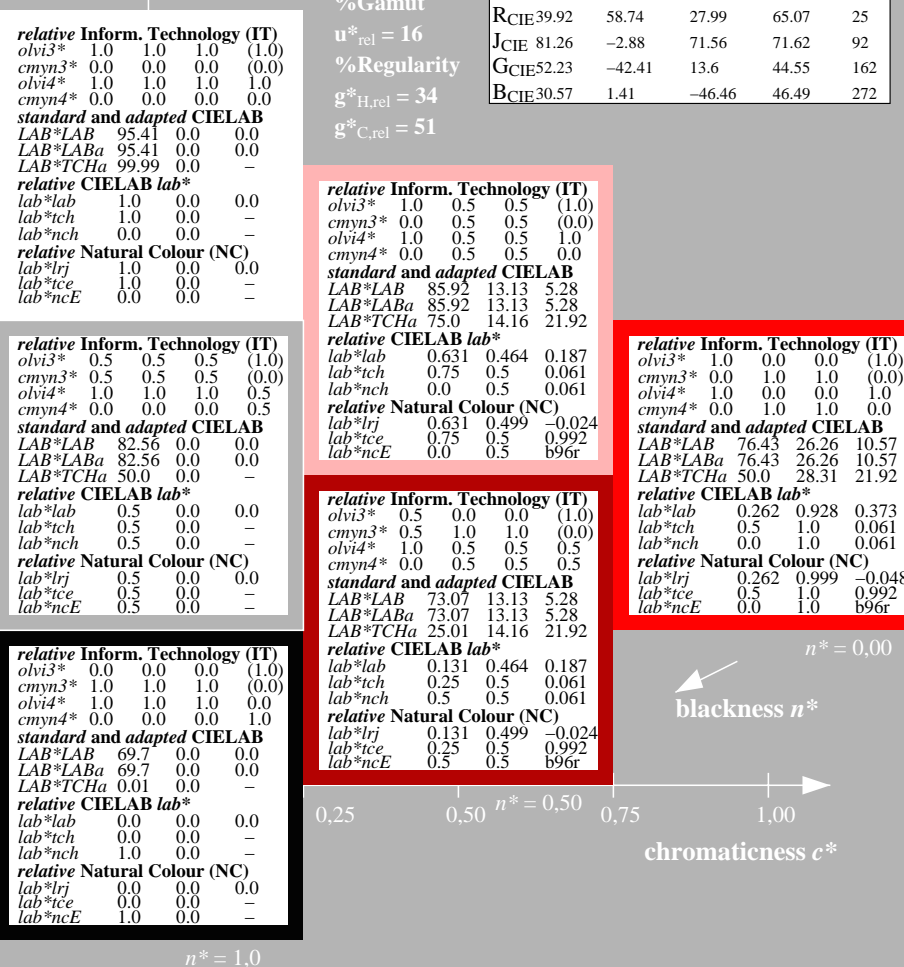 %Gamut
u*rel = 16
%Regularity
g*H,rel = 34
g*C,rel = 51
RCIE 39.92 58.74 27.99 65.07 25
JCIE 81.26 −2.88 71.56 71.62 92
GCIE 52.23 −42.41 13.6 44.55 162
BCIE 30.57 1.41 −46.46 46.49 272
relative Inform. Technology (IT)
olvi3* 1.0 1.0 1.0 (1.0)
cmyn3* 0.0 0.0 0.0 (0.0)
olvi4* 1.0 1.0 1.0 1.0
cmyn4* 0.0 0.0 0.0 0.0
standard and adapted CIELAB
LAB*LAB 95.41 0.0 0.0
LAB*LABa 95.41 0.0 0.0
LAB*TCHa 99.99 0.0 –
relative CIELAB lab*
lab*lab 1.0 0.0 0.0
lab*tch 1.0 0.0 –
lab*nch 0.0 0.0 –
relative Natural Colour (NC)
lab*lrj 1.0 0.0 0.0
lab*tce 1.0 0.0 –
lab*ncE 0.0 0.0 –
relative Inform. Technology (IT)
olvi3* 1.0 0.5 0.5 (1.0)
cmyn3* 0.0 0.5 0.5 (0.0)
olvi4* 1.0 0.5 0.5 1.0
cmyn4* 0.0 0.5 0.5 0.0
standard and adapted CIELAB
LAB*LAB 85.92 13.13 5.28
LAB*LABa 85.92 13.13 5.28
LAB*TCHa 75.0 14.16 21.92
relative CIELAB lab*
lab*lab 0.631 0.464 0.187
lab*tch 0.75 0.5 0.061
lab*nch 0.0 0.5 0.061
relative Natural Colour (NC)
lab*lrj 0.631 0.499 −0.024
lab*tce 0.75 0.5 0.992
lab*ncE 0.0 0.5 b96r
relative Inform. Technology (IT)
olvi3* 0.5 0.5 0.5 (1.0)
cmyn3* 0.5 0.5 0.5 (0.0)
olvi4* 1.0 1.0 1.0 0.5
cmyn4* 0.0 0.0 0.0 0.5
standard and adapted CIELAB
LAB*LAB 82.56 0.0 0.0
LAB*LABa 82.56 0.0 0.0
LAB*TCHa 50.0 0.0 –
relative CIELAB lab*
lab*lab 0.5 0.0 0.0
lab*tch 0.5 0.0 –
lab*nch 0.5 0.0 –
relative Natural Colour (NC)
lab*lrj 0.5 0.0 0.0
lab*tce 0.5 0.0 –
lab*ncE 0.5 0.0 –
relative Inform. Technology (IT)
olvi3* 1.0 0.0 0.0 (1.0)
cmyn3* 0.0 1.0 1.0 (0.0)
olvi4* 1.0 0.0 0.0 1.0
cmyn4* 0.0 1.0 1.0 0.0
standard and adapted CIELAB
LAB*LAB 76.43 26.26 10.57
LAB*LABa 76.43 26.26 10.57
LAB*TCHa 50.0 28.31 21.92
relative CIELAB lab*
lab*lab 0.262 0.928 0.373
lab*tch 0.5 1.0 0.061
lab*nch 0.0 1.0 0.061
relative Natural Colour (NC)
lab*lrj 0.262 0.999 −0.048
lab*tce 0.5 1.0 0.992
lab*ncE 0.0 1.0 b96r
relative Inform. Technology (IT)
olvi3* 0.5 0.0 0.0 (1.0)
cmyn3* 0.5 1.0 1.0 (0.0)
olvi4* 1.0 0.5 0.5 0.5
cmyn4* 0.0 0.5 0.5 0.5
standard and adapted CIELAB
LAB*LAB 73.07 13.13 5.28
LAB*LABa 73.07 13.13 5.28
LAB*TCHa 25.01 14.16 21.92
relative CIELAB lab*
lab*lab 0.131 0.464 0.187
lab*tch 0.25 0.5 0.061
lab*nch 0.5 0.5 0.061
relative Natural Colour (NC)
lab*lrj 0.131 0.499 −0.024
lab*tce 0.25 0.5 0.992
lab*ncE 0.5 0.5 b96r
relative Inform. Technology (IT)
olvi3* 0.0 0.0 0.0 (1.0)
cmyn3* 1.0 1.0 1.0 (0.0)
olvi4* 1.0 1.0 1.0 0.0
cmyn4* 0.0 0.0 0.0 1.0
standard and adapted CIELAB
LAB*LAB 69.7 0.0 0.0
LAB*LABa 69.7 0.0 0.0
LAB*TCHa 0.01 0.0 –
relative CIELAB lab*
lab*lab 0.0 0.0 0.0
lab*tch 0.0 0.0 –
lab*nch 1.0 0.0 –
relative Natural Colour (NC)
lab*lrj 0.0 0.0 0.0
lab*tce 0.0 0.0 –
lab*ncE 1.0 0.0 –
n* = 0,00
blackness n*
n* = 0,50
0,25 0,50 0,75 1,00
chromaticness c*
n* = 1,0